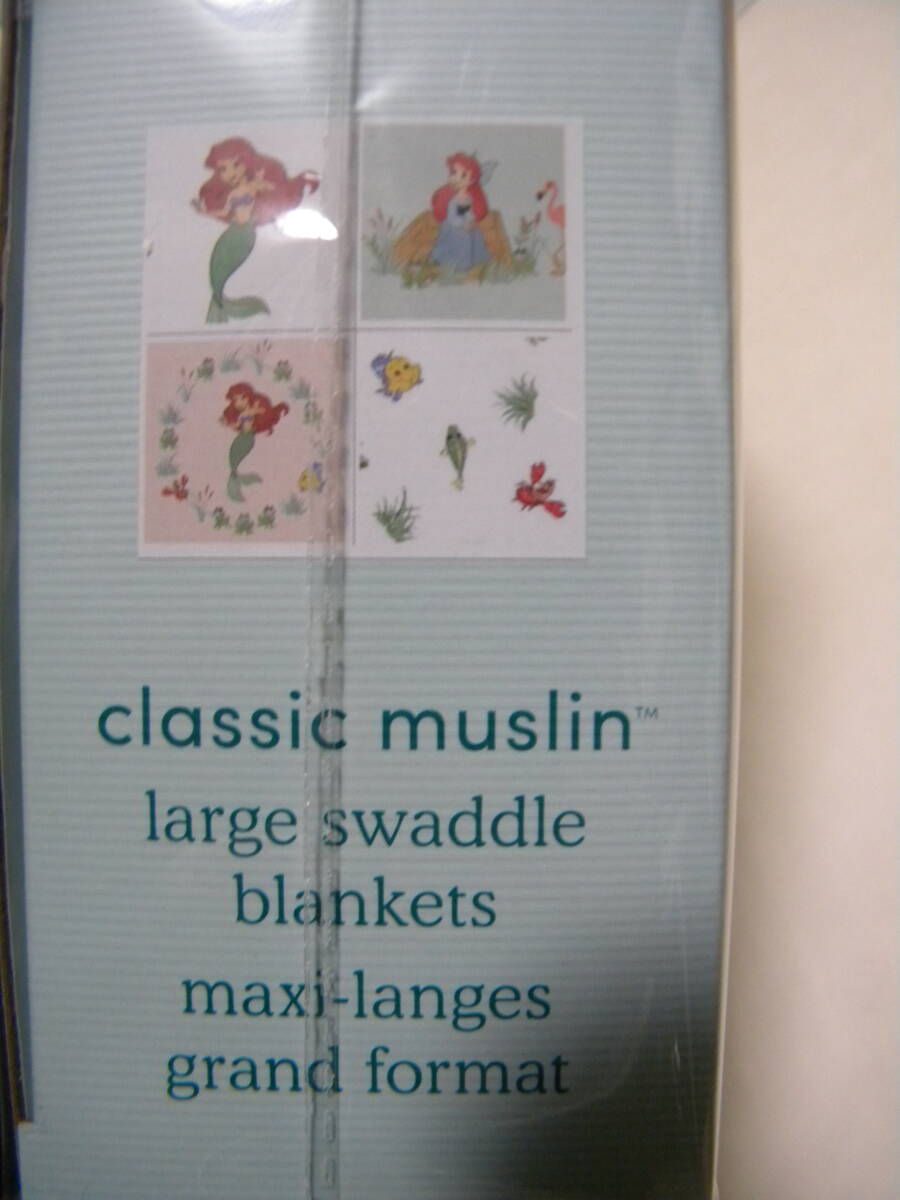 classic muslin™
large swaddle
blankets
maxi-langes
grand format